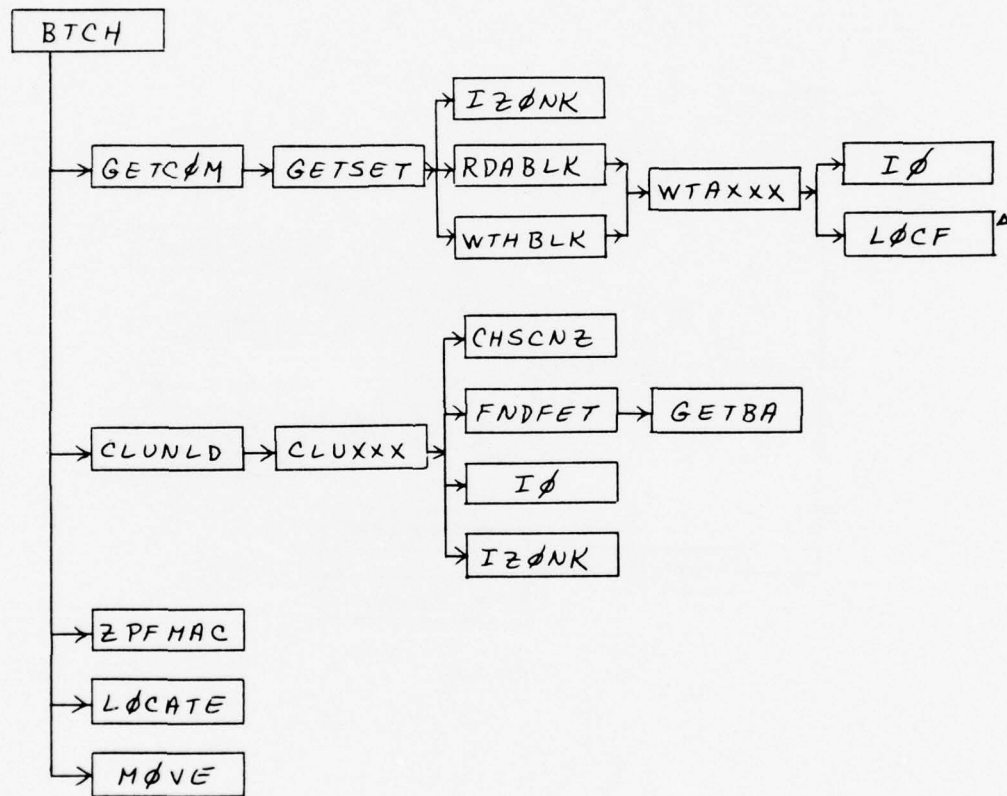 BTCH
IZØNK
GETCØM GETSET RDABLK WTAXXX IØ
WTHBLK LØCF Δ
CHSCNZ
FNDFET GETBA
CLUNLD CLUXXX
IØ
IZØNK
ZPFMAC
LØCATE
MØVE